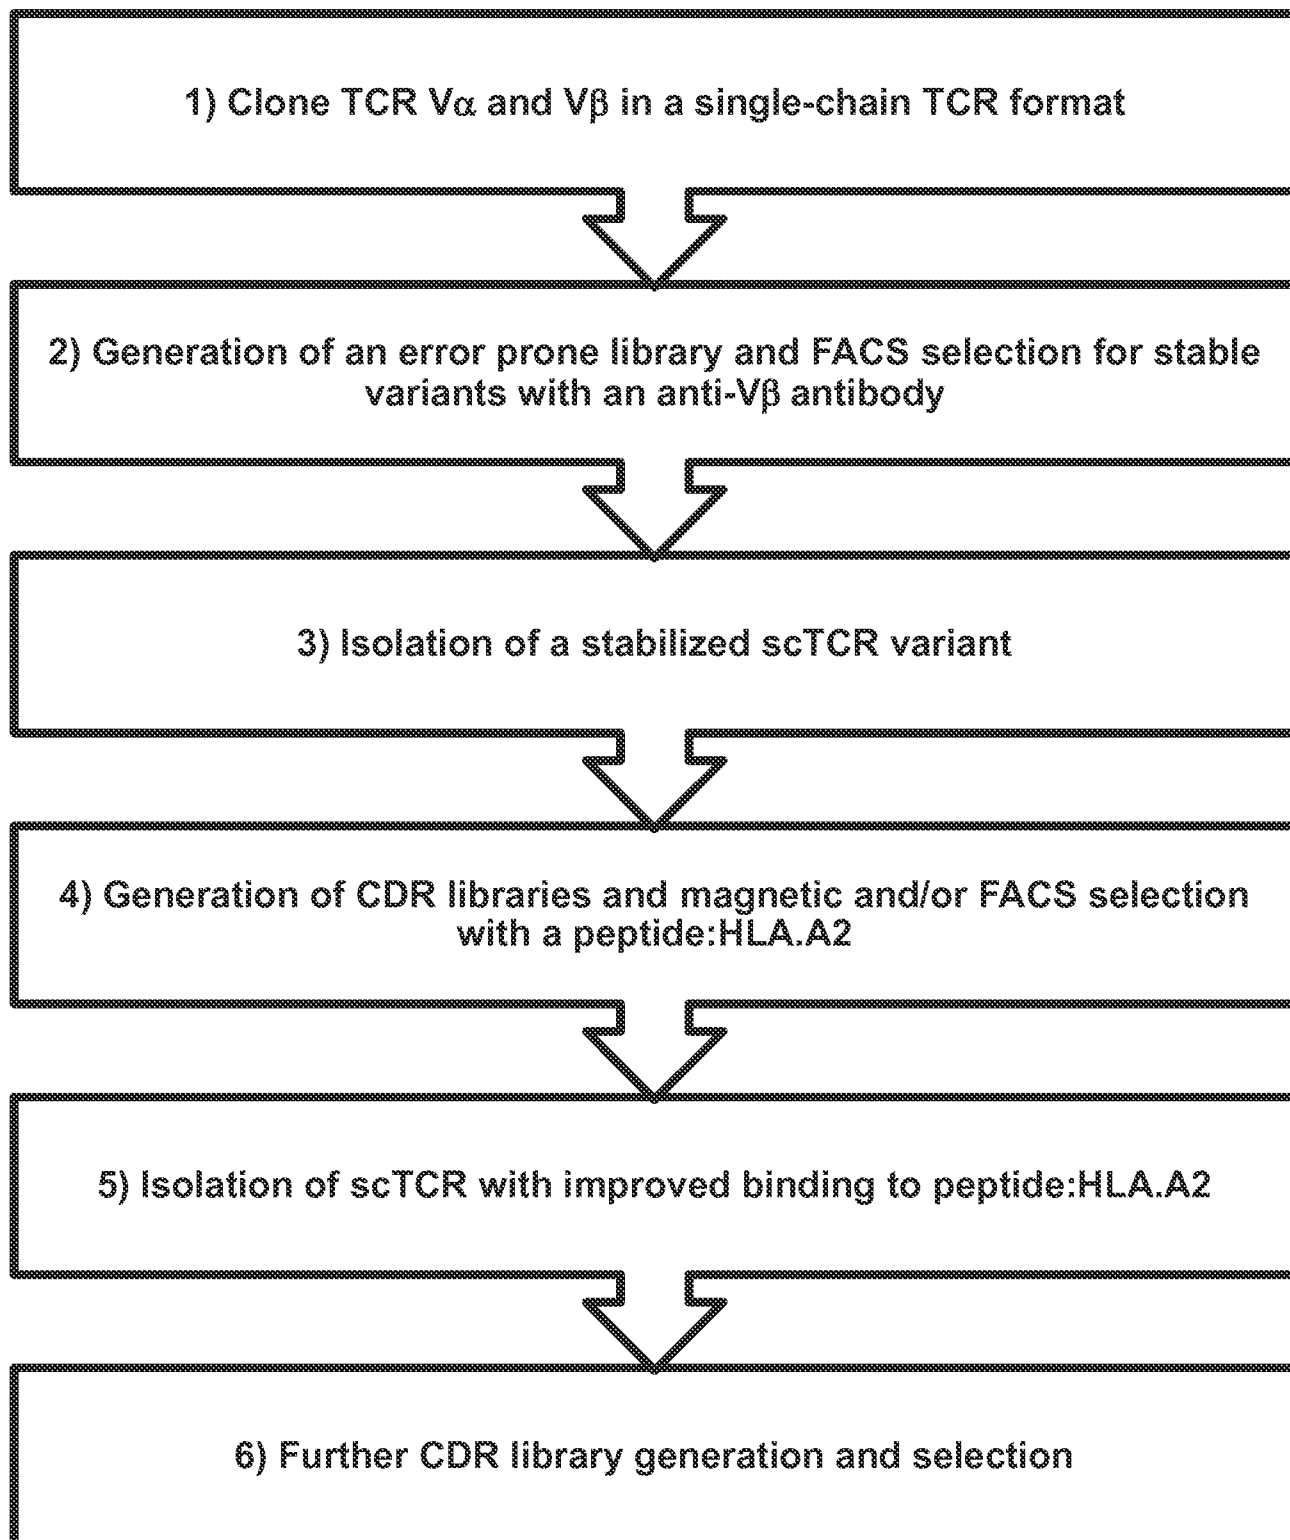 1) Clone TCR Vα and Vβ in a single-chain TCR format
2) Generation of an error prone library and FACS selection for stable
variants with an anti-Vβ antibody
3) Isolation of a stabilized scTCR variant
4) Generation of CDR libraries and magnetic and/or FACS selection
with a peptide:HLA.A2
5) Isolation of scTCR with improved binding to peptide:HLA.A2
6) Further CDR library generation and selection